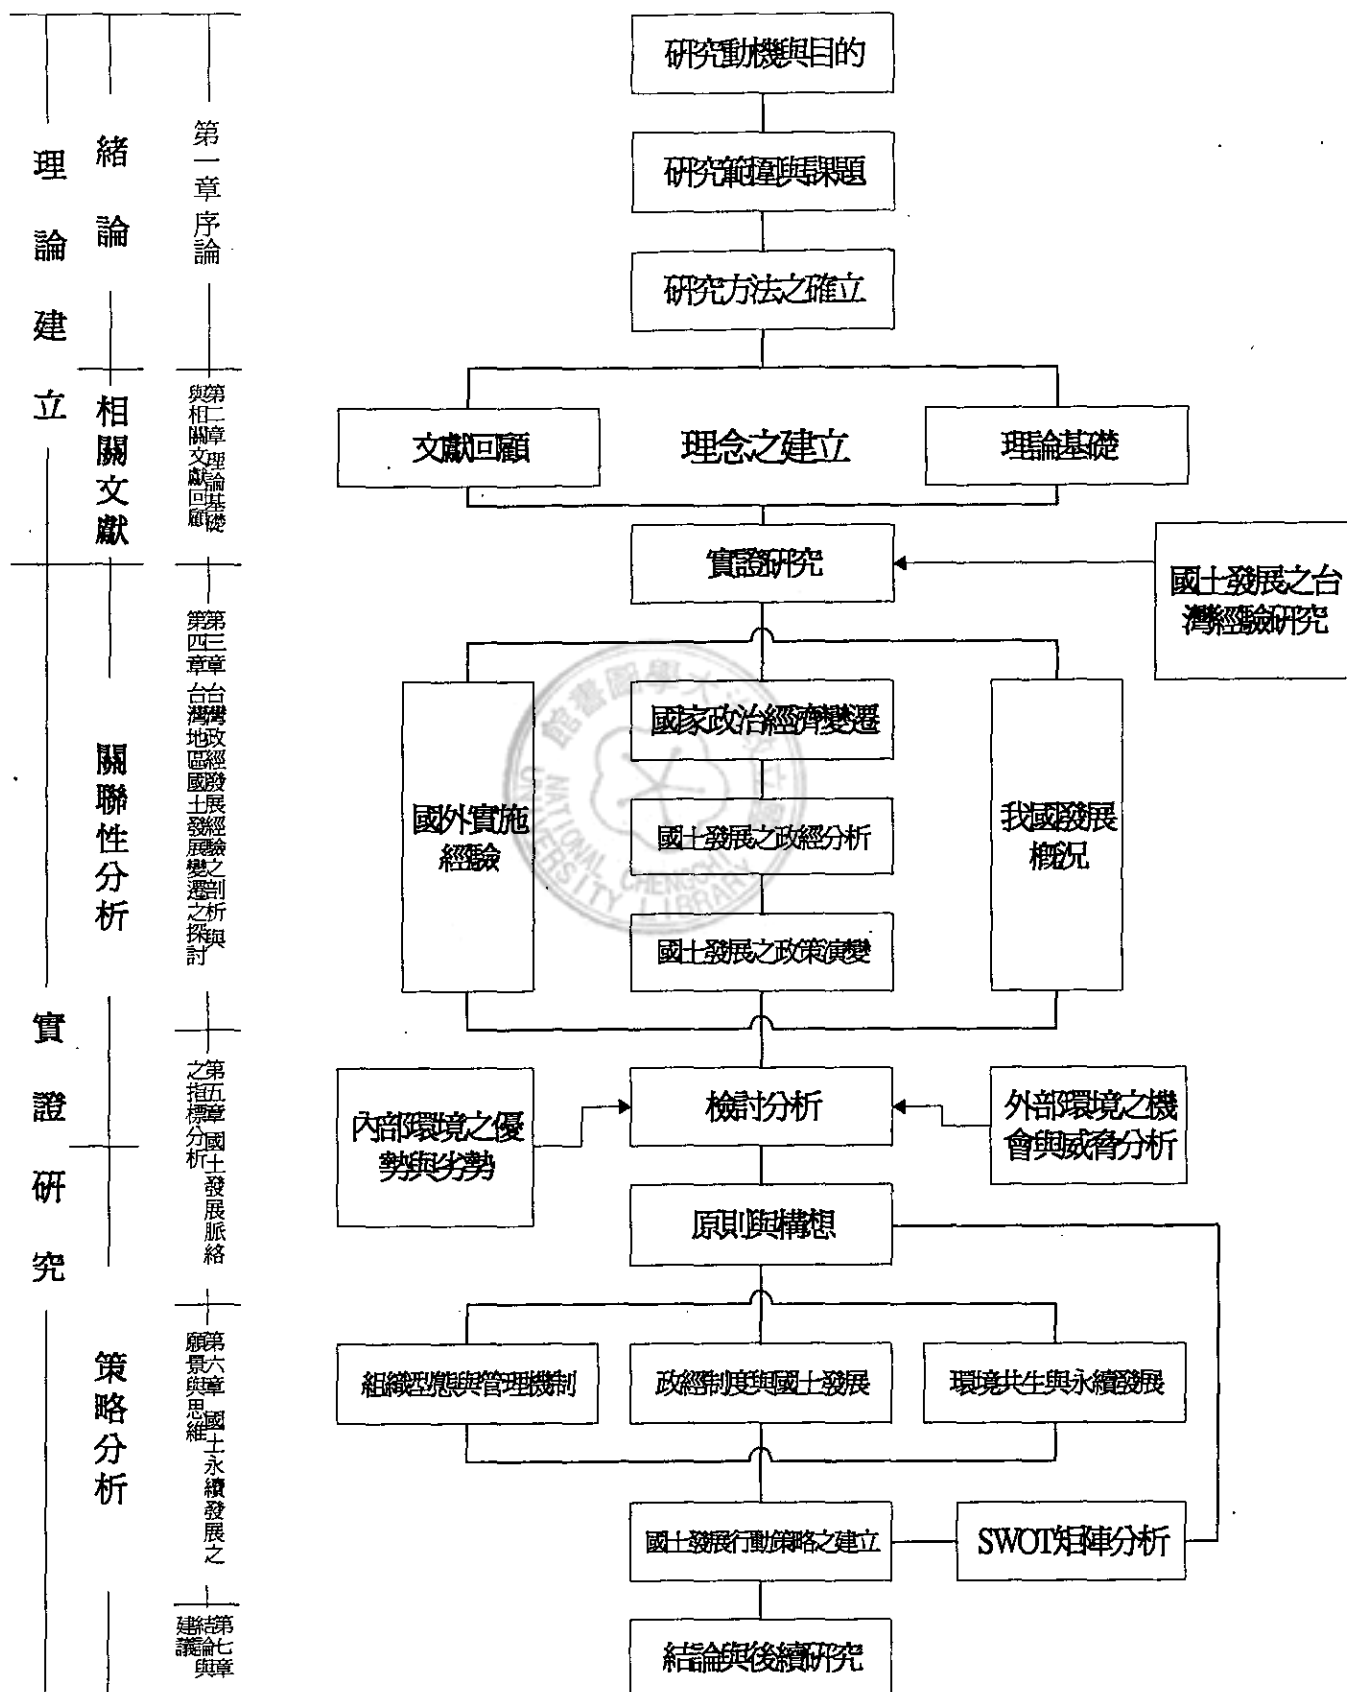 理論建立
實證研究
緒論
相關文獻
關聯性分析
策略分析
第一章 序論
第二章 理論基礎
與相關文獻回顧
第三章 台灣政經發展經驗之剖析 與
第四章 台灣地區國土發展變遷之探討
第五章 國土發展脈絡
之指標分析
第六章 國土永續發展之
願景與思維
第七章
結論與
建議
研究動機與目的
研究範圍與課題
研究方法之確立
文獻回顧
理念之建立
理論基礎
實證研究
國土發展之台
灣經驗研究
國外實施
經驗
國家政治經濟變遷
國土發展之政經分析
國土發展之政策演變
我國發展
概況
內部環境之優
勢與劣勢
檢討分析
外部環境之機
會與威脅分析
原則與構想
組織型態與管理機制
政經制度與國土發展
環境共生與永續發展
國土發展行動策略之建立
SWOT矩陣分析
結論與後續研究
NATIONAL CHENGCHI
UNIVERSITY LIBRARY